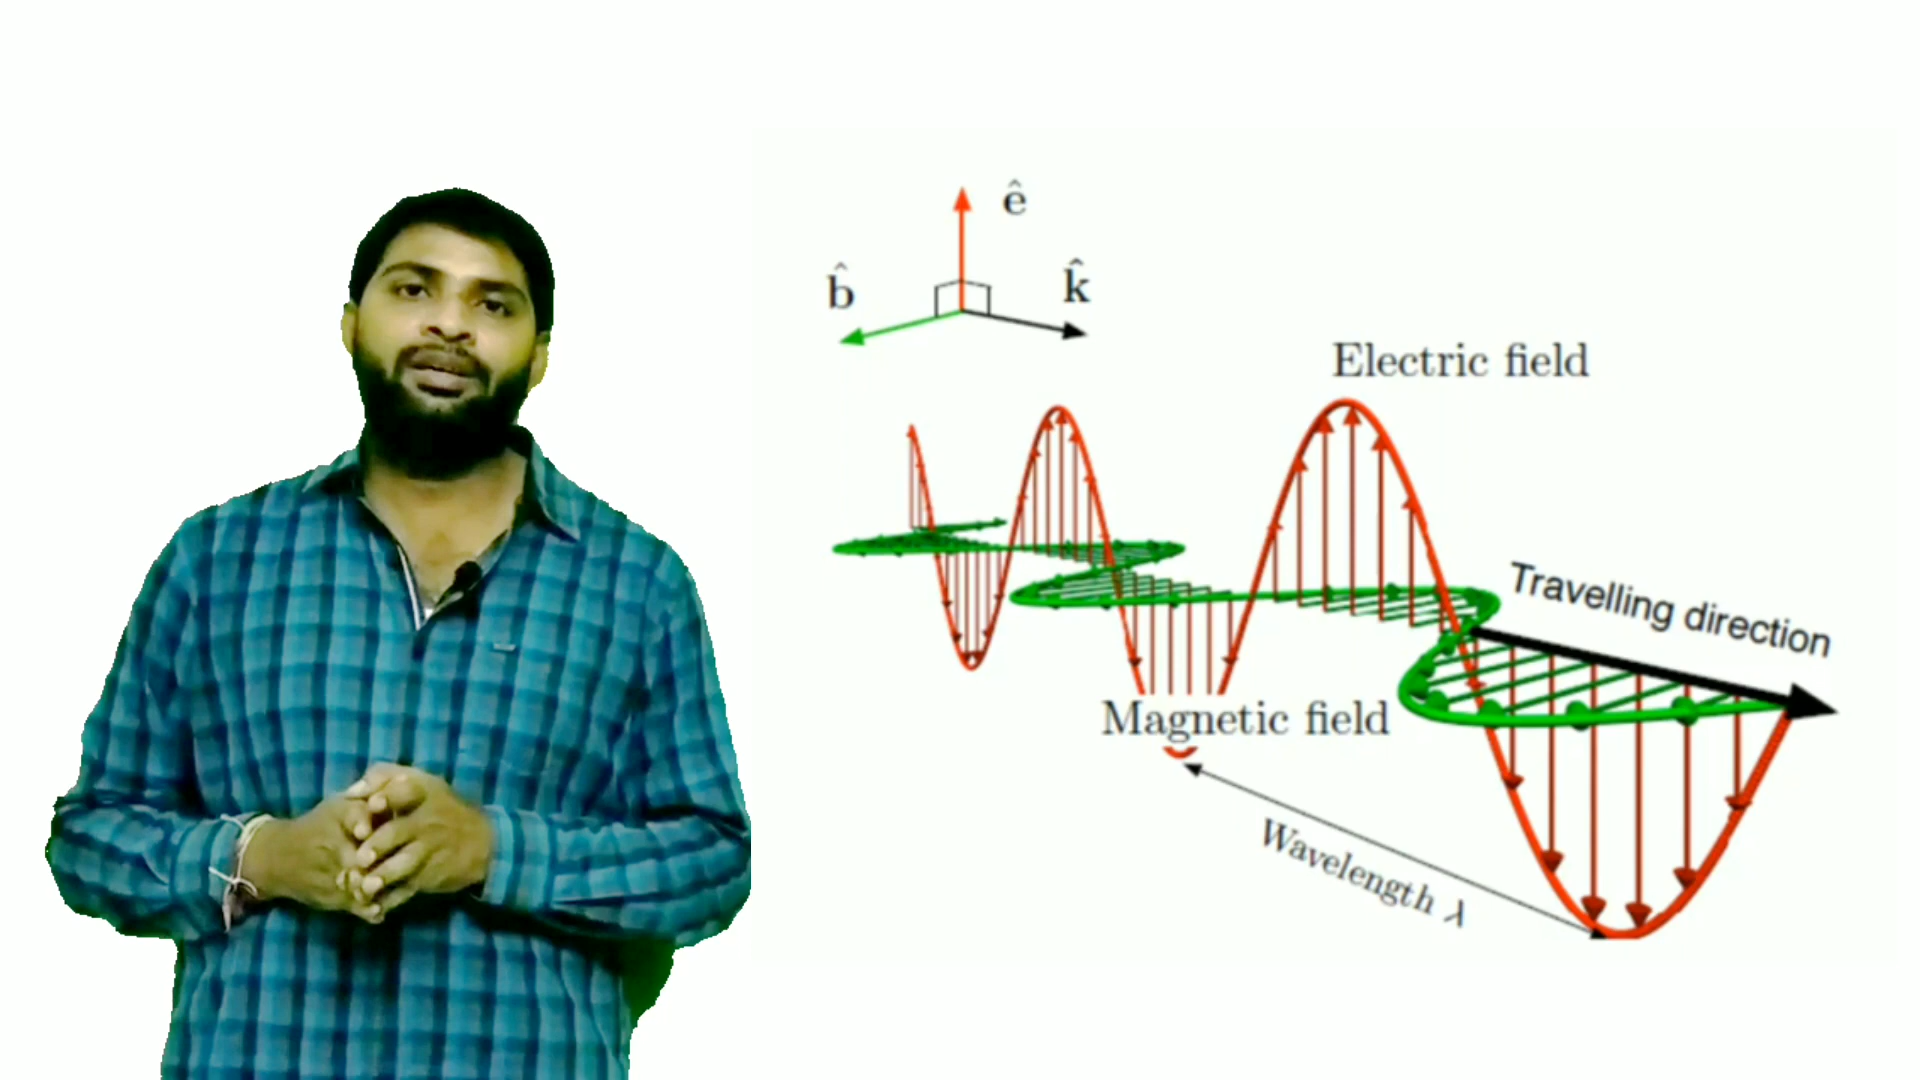 ê
b̂
k̂
Electric field
Travelling direction
Magnetic field
Wavelength λ